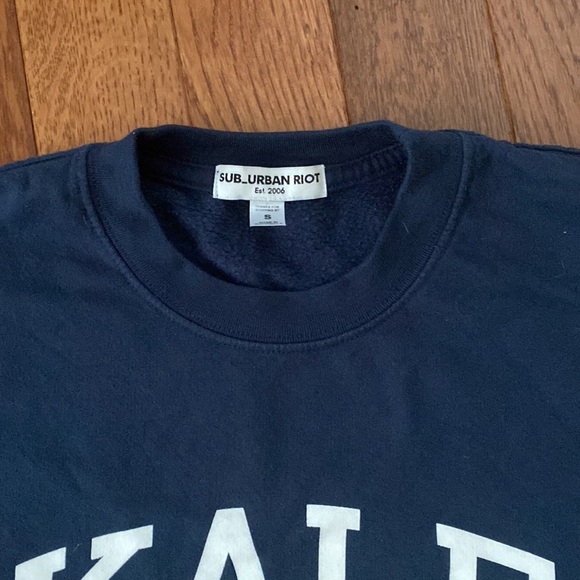 SUB_URBAN RIOT
Est. 2006
S
KALE